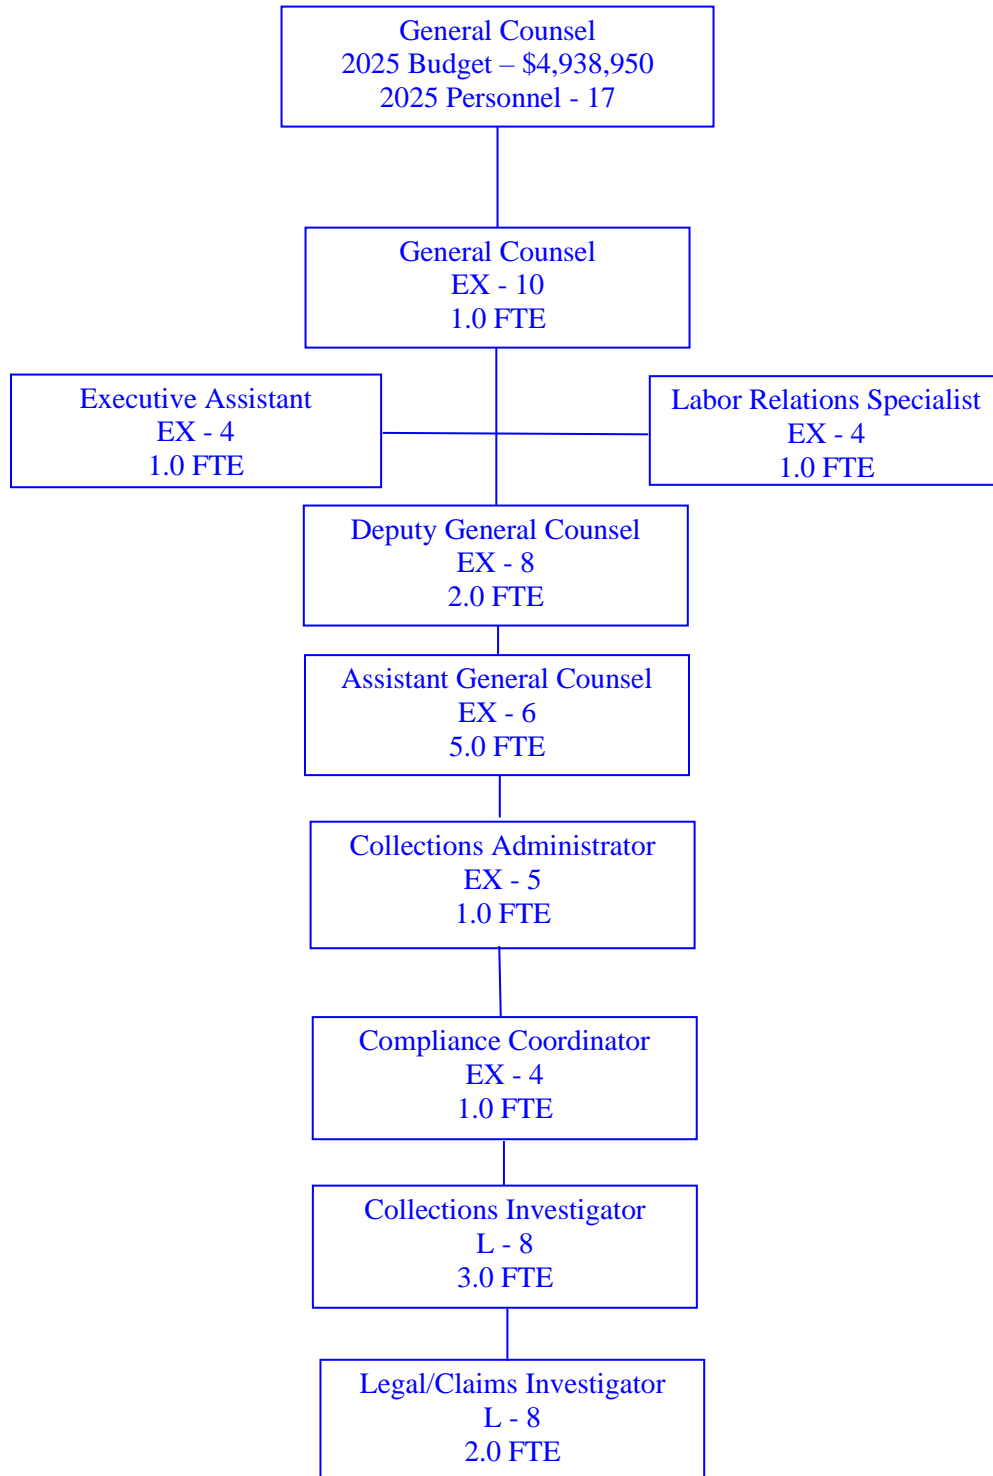 General Counsel
2025 Budget – $4,938,950
2025 Personnel - 17
General Counsel
EX - 10
1.0 FTE
Executive Assistant
EX - 4
1.0 FTE
Labor Relations Specialist
EX - 4
1.0 FTE
Deputy General Counsel
EX - 8
2.0 FTE
Assistant General Counsel
EX - 6
5.0 FTE
Collections Administrator
EX - 5
1.0 FTE
Compliance Coordinator
EX - 4
1.0 FTE
Collections Investigator
L - 8
3.0 FTE
Legal/Claims Investigator
L - 8
2.0 FTE